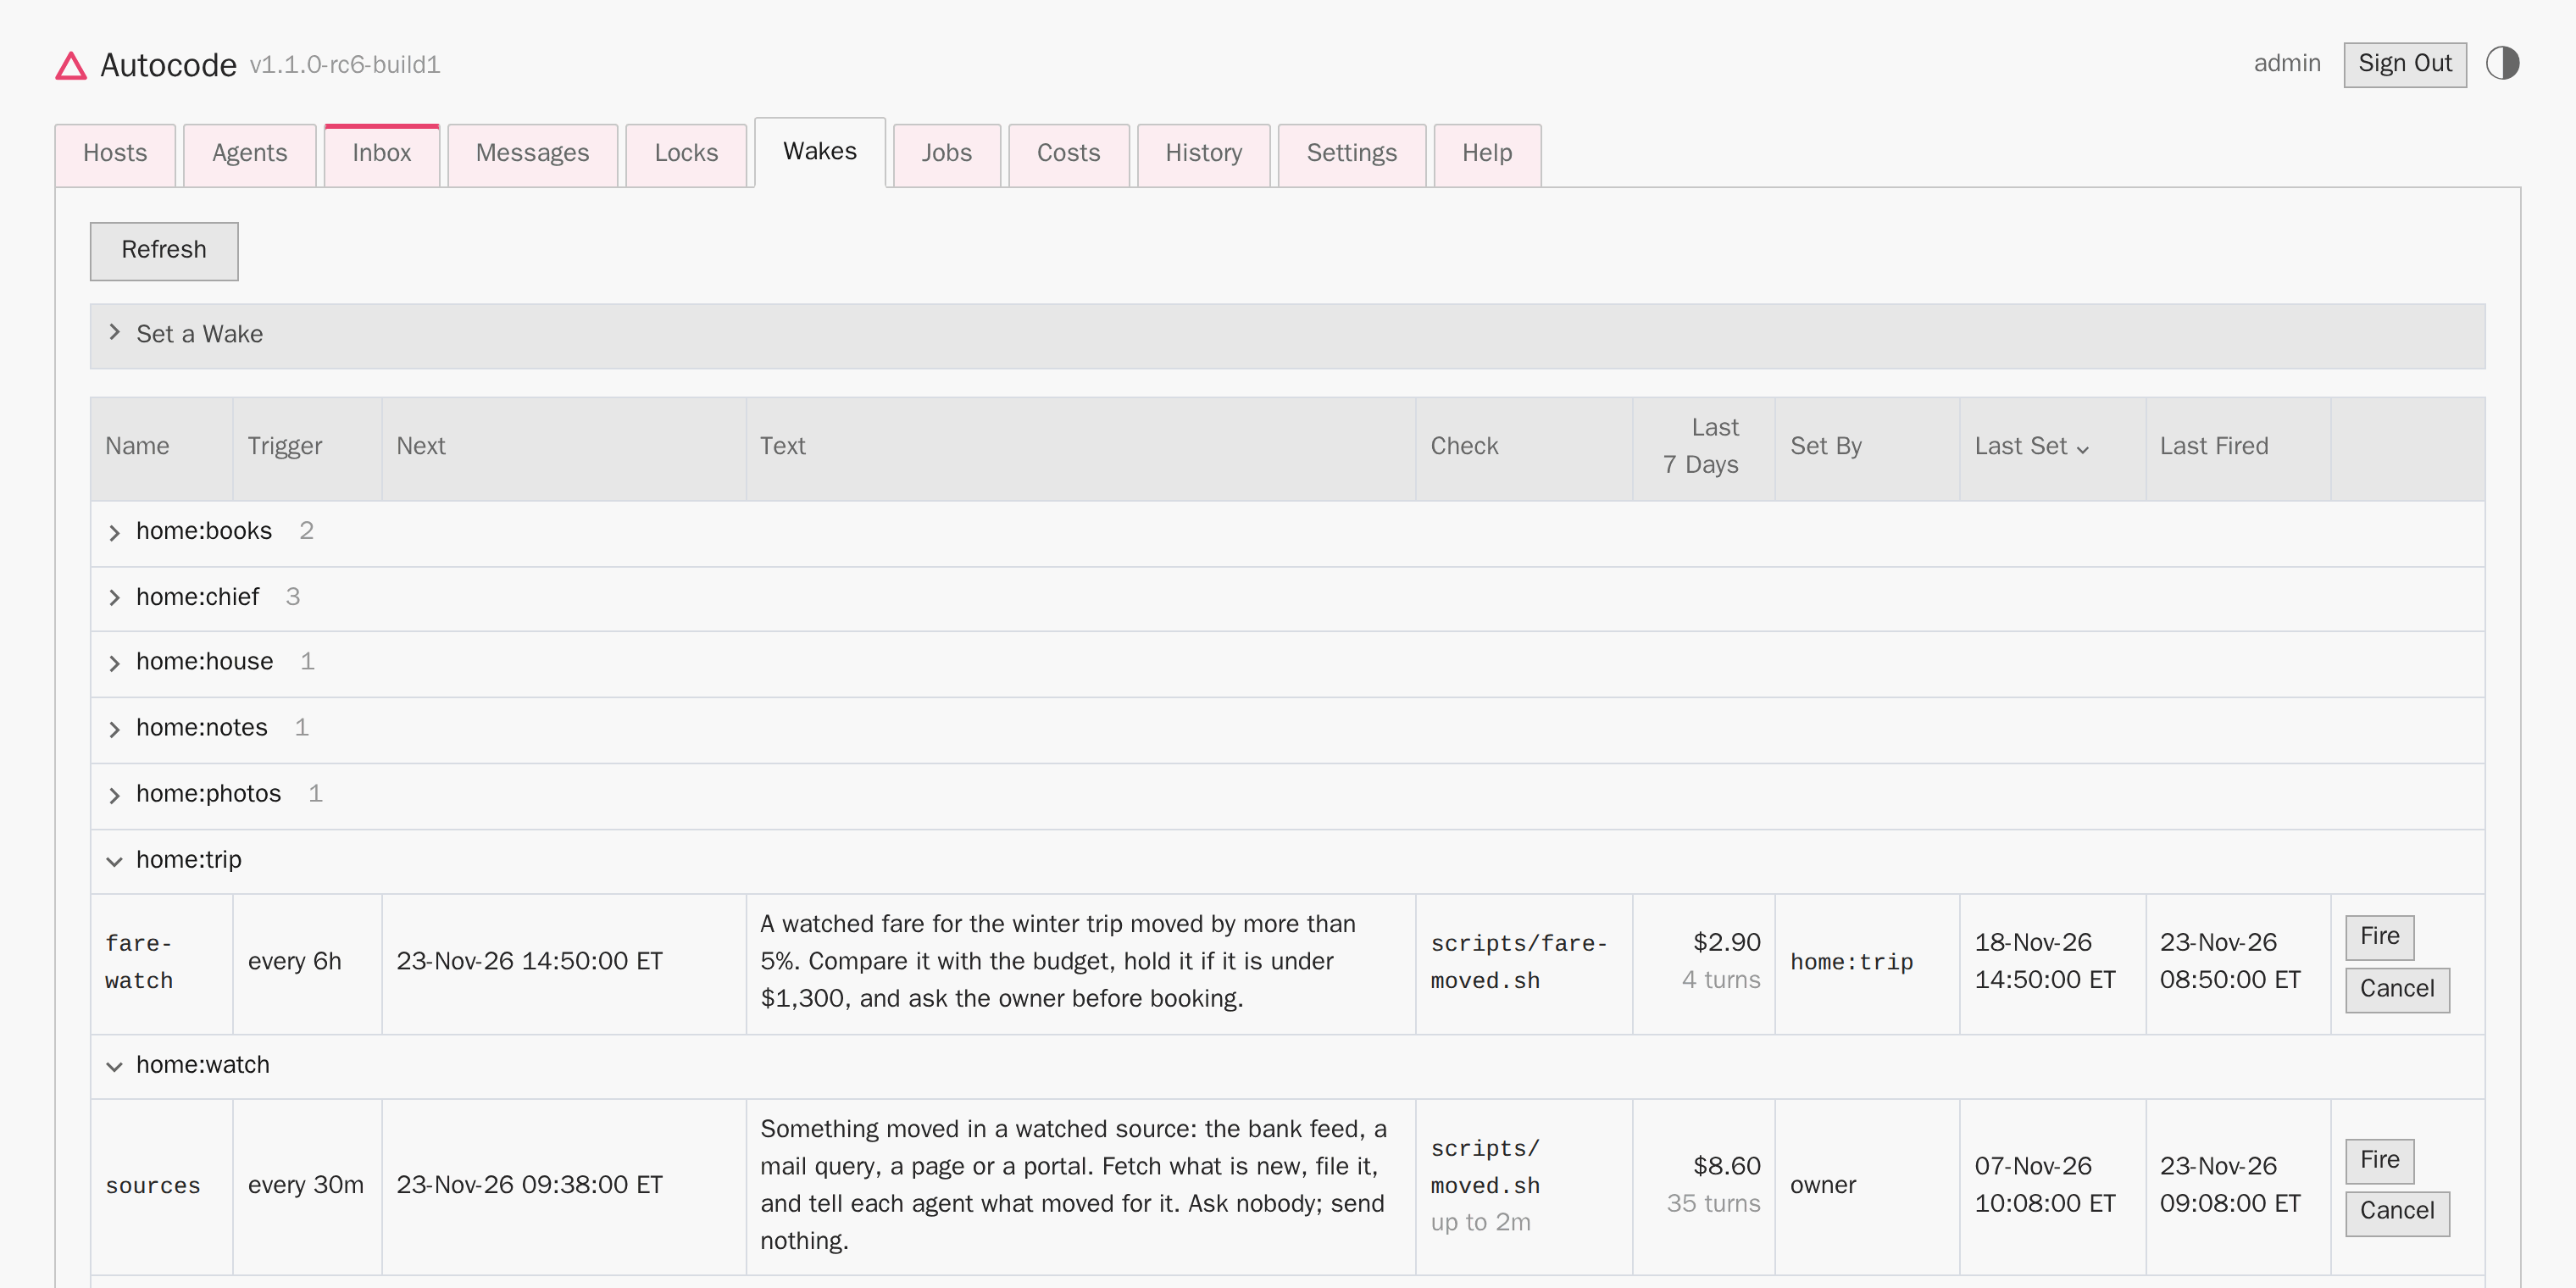 Autocode v1.1.0-rc6-build1
admin Sign Out
Hosts Agents Inbox Messages Locks Wakes Jobs Costs History Settings Help
Refresh
Set a Wake
Name Trigger Next Text Check Last 7 Days Set By Last Set Last Fired
home:books 2
home:chief 3
home:house 1
home:notes 1
home:photos 1
home:trip
fare-
watch
every 6h
23-Nov-26 14:50:00 ET
A watched fare for the winter trip moved by more than
5%. Compare it with the budget, hold it if it is under
$1,300, and ask the owner before booking.
scripts/fare-
moved.sh
$2.90
4 turns
home:trip
18-Nov-26
14:50:00 ET
23-Nov-26
08:50:00 ET
Fire
Cancel
home:watch
sources
every 30m
23-Nov-26 09:38:00 ET
Something moved in a watched source: the bank feed, a
mail query, a page or a portal. Fetch what is new, file it,
and tell each agent what moved for it. Ask nobody; send
nothing.
scripts/
moved.sh
up to 2m
$8.60
35 turns
owner
07-Nov-26
10:08:00 ET
23-Nov-26
09:08:00 ET
Fire
Cancel